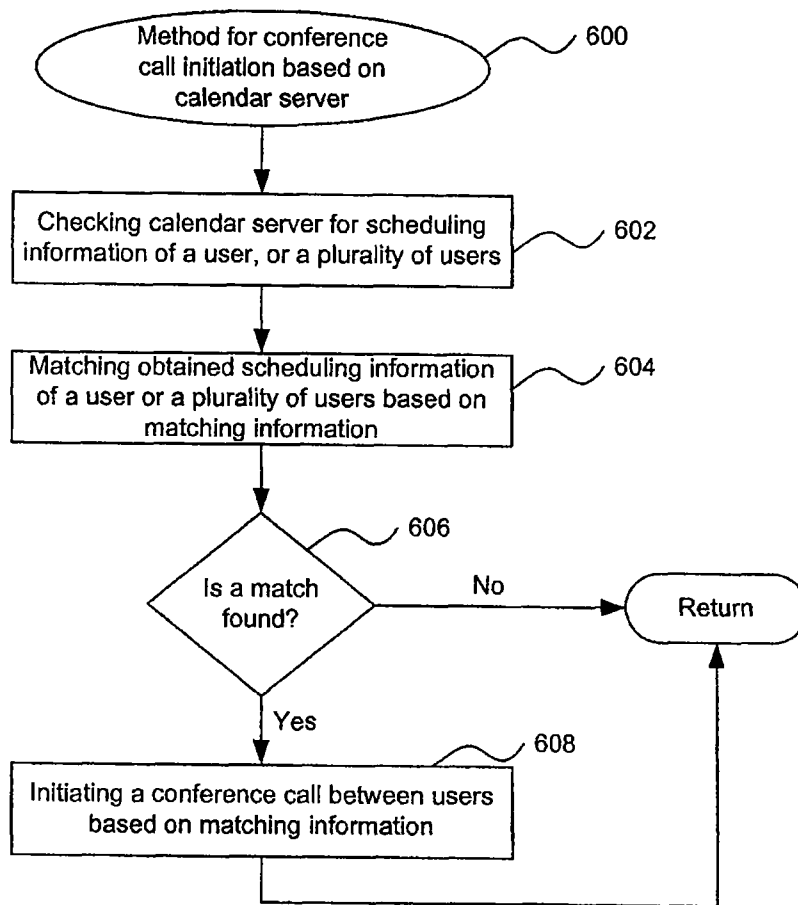 Method for conference
call initiation based on
calendar server
600
Checking calendar server for scheduling
information of a user, or a plurality of users
602
Matching obtained scheduling information
of a user or a plurality of users based on
matching information
604
606
Is a match
found?
No
Return
Yes
608
Initiating a conference call between users
based on matching information